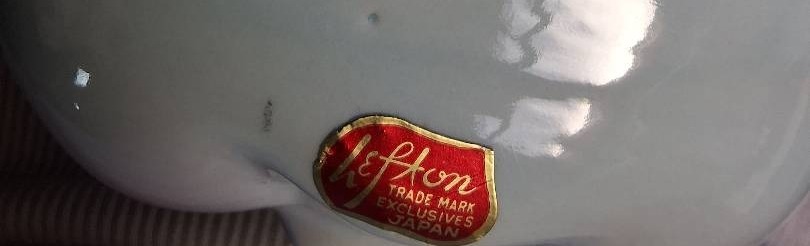 Lefton
TRADE MARK
EXCLUSIVES
JAPAN